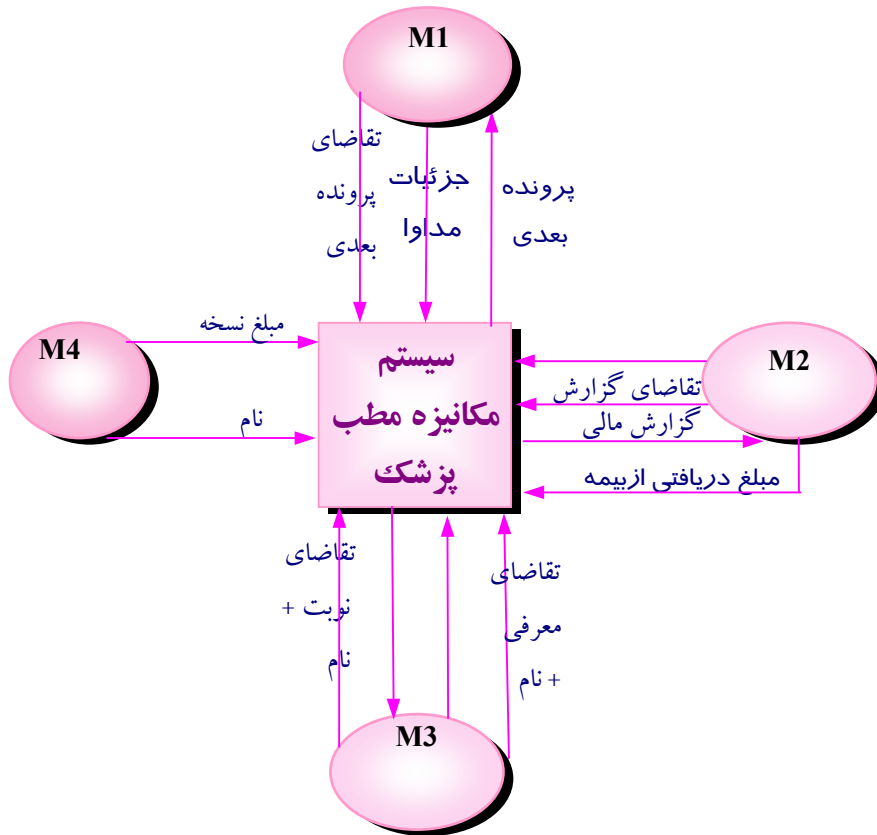 M1
تقاضای
پرونده
بعدی
جزئیات
مداوا
پرونده
بعدی
M4
مبلغ نسخه
نام
سیستم
مکانیزه مطب
پزشک
M2
تقاضای گزارش
گزارش مالی
مبلغ دریافتی ازبیمه
تقاضای
نوبت +
نام
تقاضای
معرفی
+ نام
M3